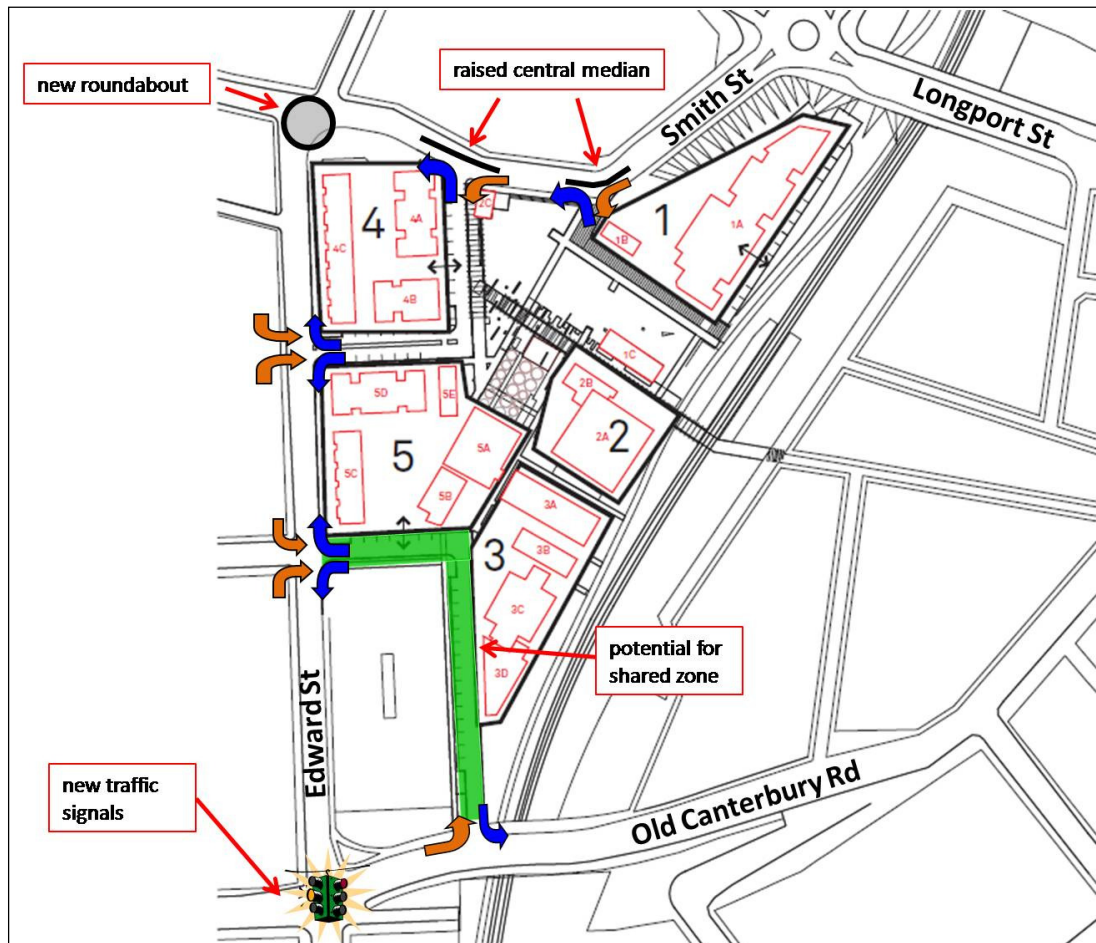 new roundabout
raised central median
Smith St
Longport St
4
4A
4C
4B
2C
1
1A
1B
1C
5D
5E
5C
5
5A
5B
2B
2A
2
3A
3
3B
3C
3D
potential for
shared zone
Edward St
new traffic
signals
Old Canterbury Rd